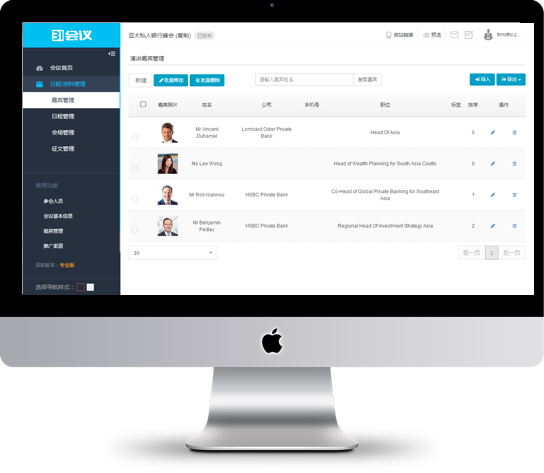 31会议
亚太私人银行峰会 (复制) 已发布
网站链接 预览 timothy.z...
会议首页
日程/资料管理
嘉宾管理
日程管理
会场管理
征文管理
常用功能
参会人员
会议基本信息
嘉宾管理
推广渠道
目前版本：专业版
选择导航样式：
演讲嘉宾管理
新建 批量修改 批量删除 请输入嘉宾姓名 搜索嘉宾 导入 导出
嘉宾照片 姓名 公司 手机号 职位 标签 排序 操作
Mr Vincent Duhamel Lombard Odier Private Bank Head Of Asia 0
Ms Lee Wong Head of Wealth Planning for South Asia Coutts 0
Mr Rob Ioannou HSBC Private Bank Co-Head of Global Private Banking for Southeast Asia 1
Mr Benjamin Pedley HSBC Private Bank Regional Head Of Investment Strategy Asia 2
10
前一页 1 后一页